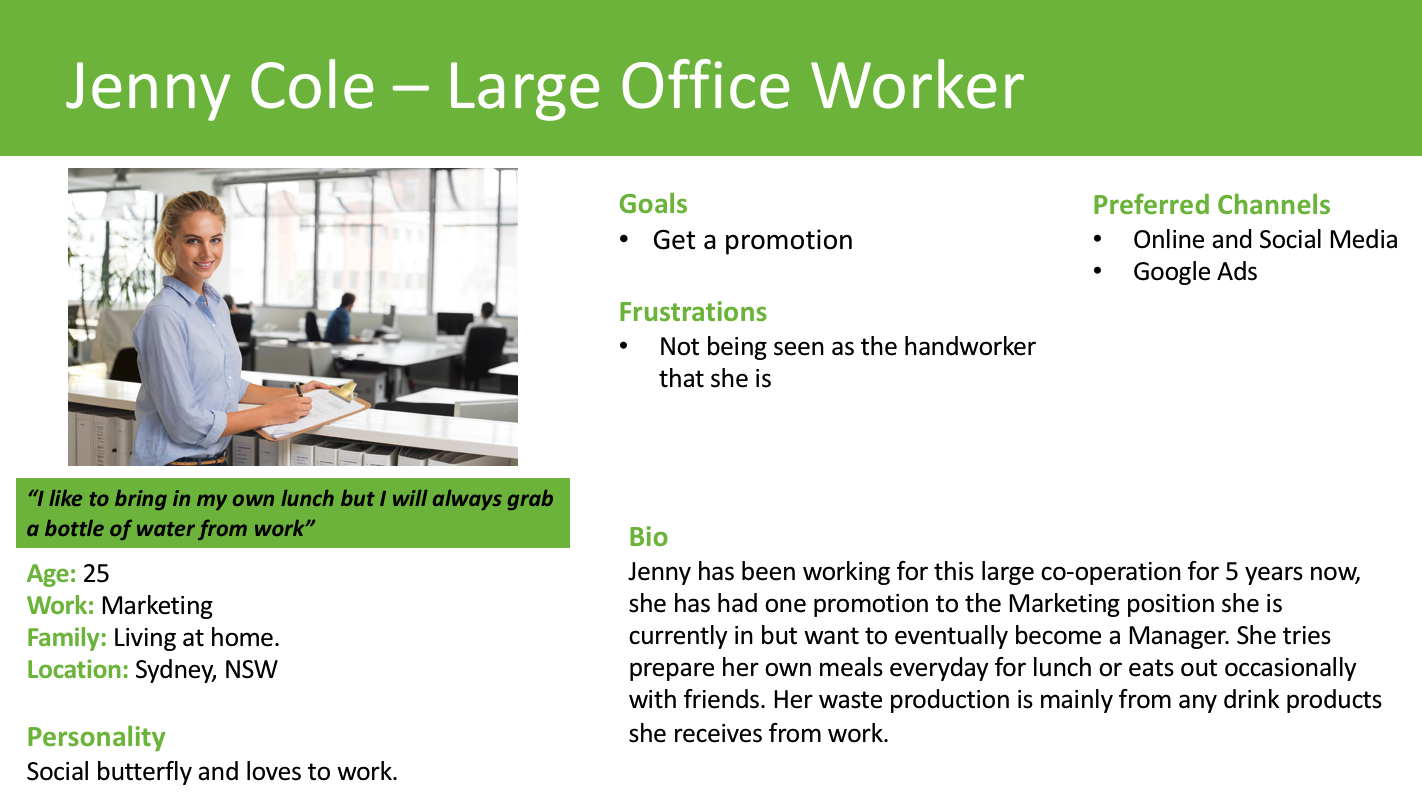 Jenny Cole – Large Office Worker
“I like to bring in my own lunch but I will always grab
a bottle of water from work”
Age: 25
Work: Marketing
Family: Living at home.
Location: Sydney, NSW
Personality
Social butterfly and loves to work.
Goals
• Get a promotion
Frustrations
• Not being seen as the handworker
that she is
Preferred Channels
• Online and Social Media
• Google Ads
Bio
Jenny has been working for this large co-operation for 5 years now,
she has had one promotion to the Marketing position she is
currently in but want to eventually become a Manager. She tries
prepare her own meals everyday for lunch or eats out occasionally
with friends. Her waste production is mainly from any drink products
she receives from work.